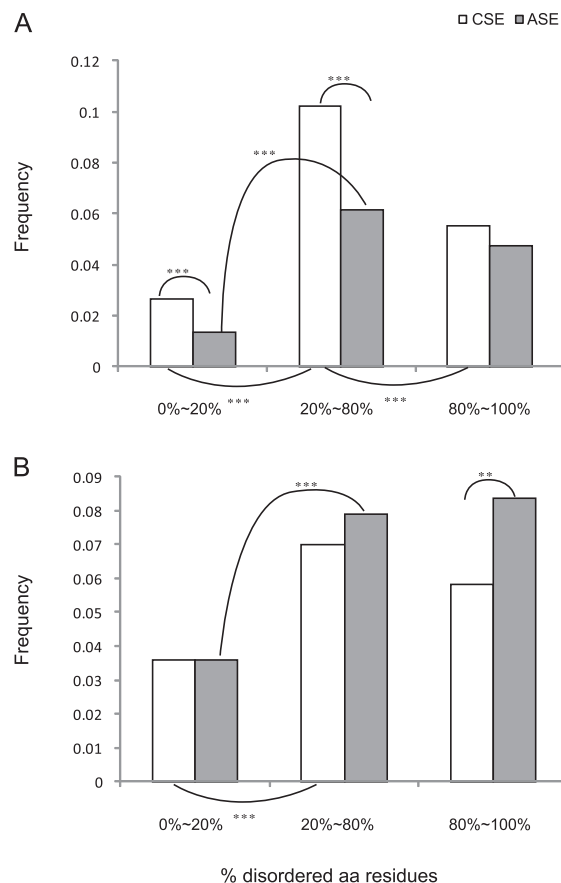 A
CSE ASE
***
0.12
0.1
0.08
0.06
0.04
0.02
0
Frequency
***
***
0%~20% *** 20%~80% *** 80%~100%
B
0.09
0.08
0.07
0.06
0.05
0.04
0.03
0.02
0.01
0
Frequency
***
**
0%~20% *** 20%~80% 80%~100%
% disordered aa residues